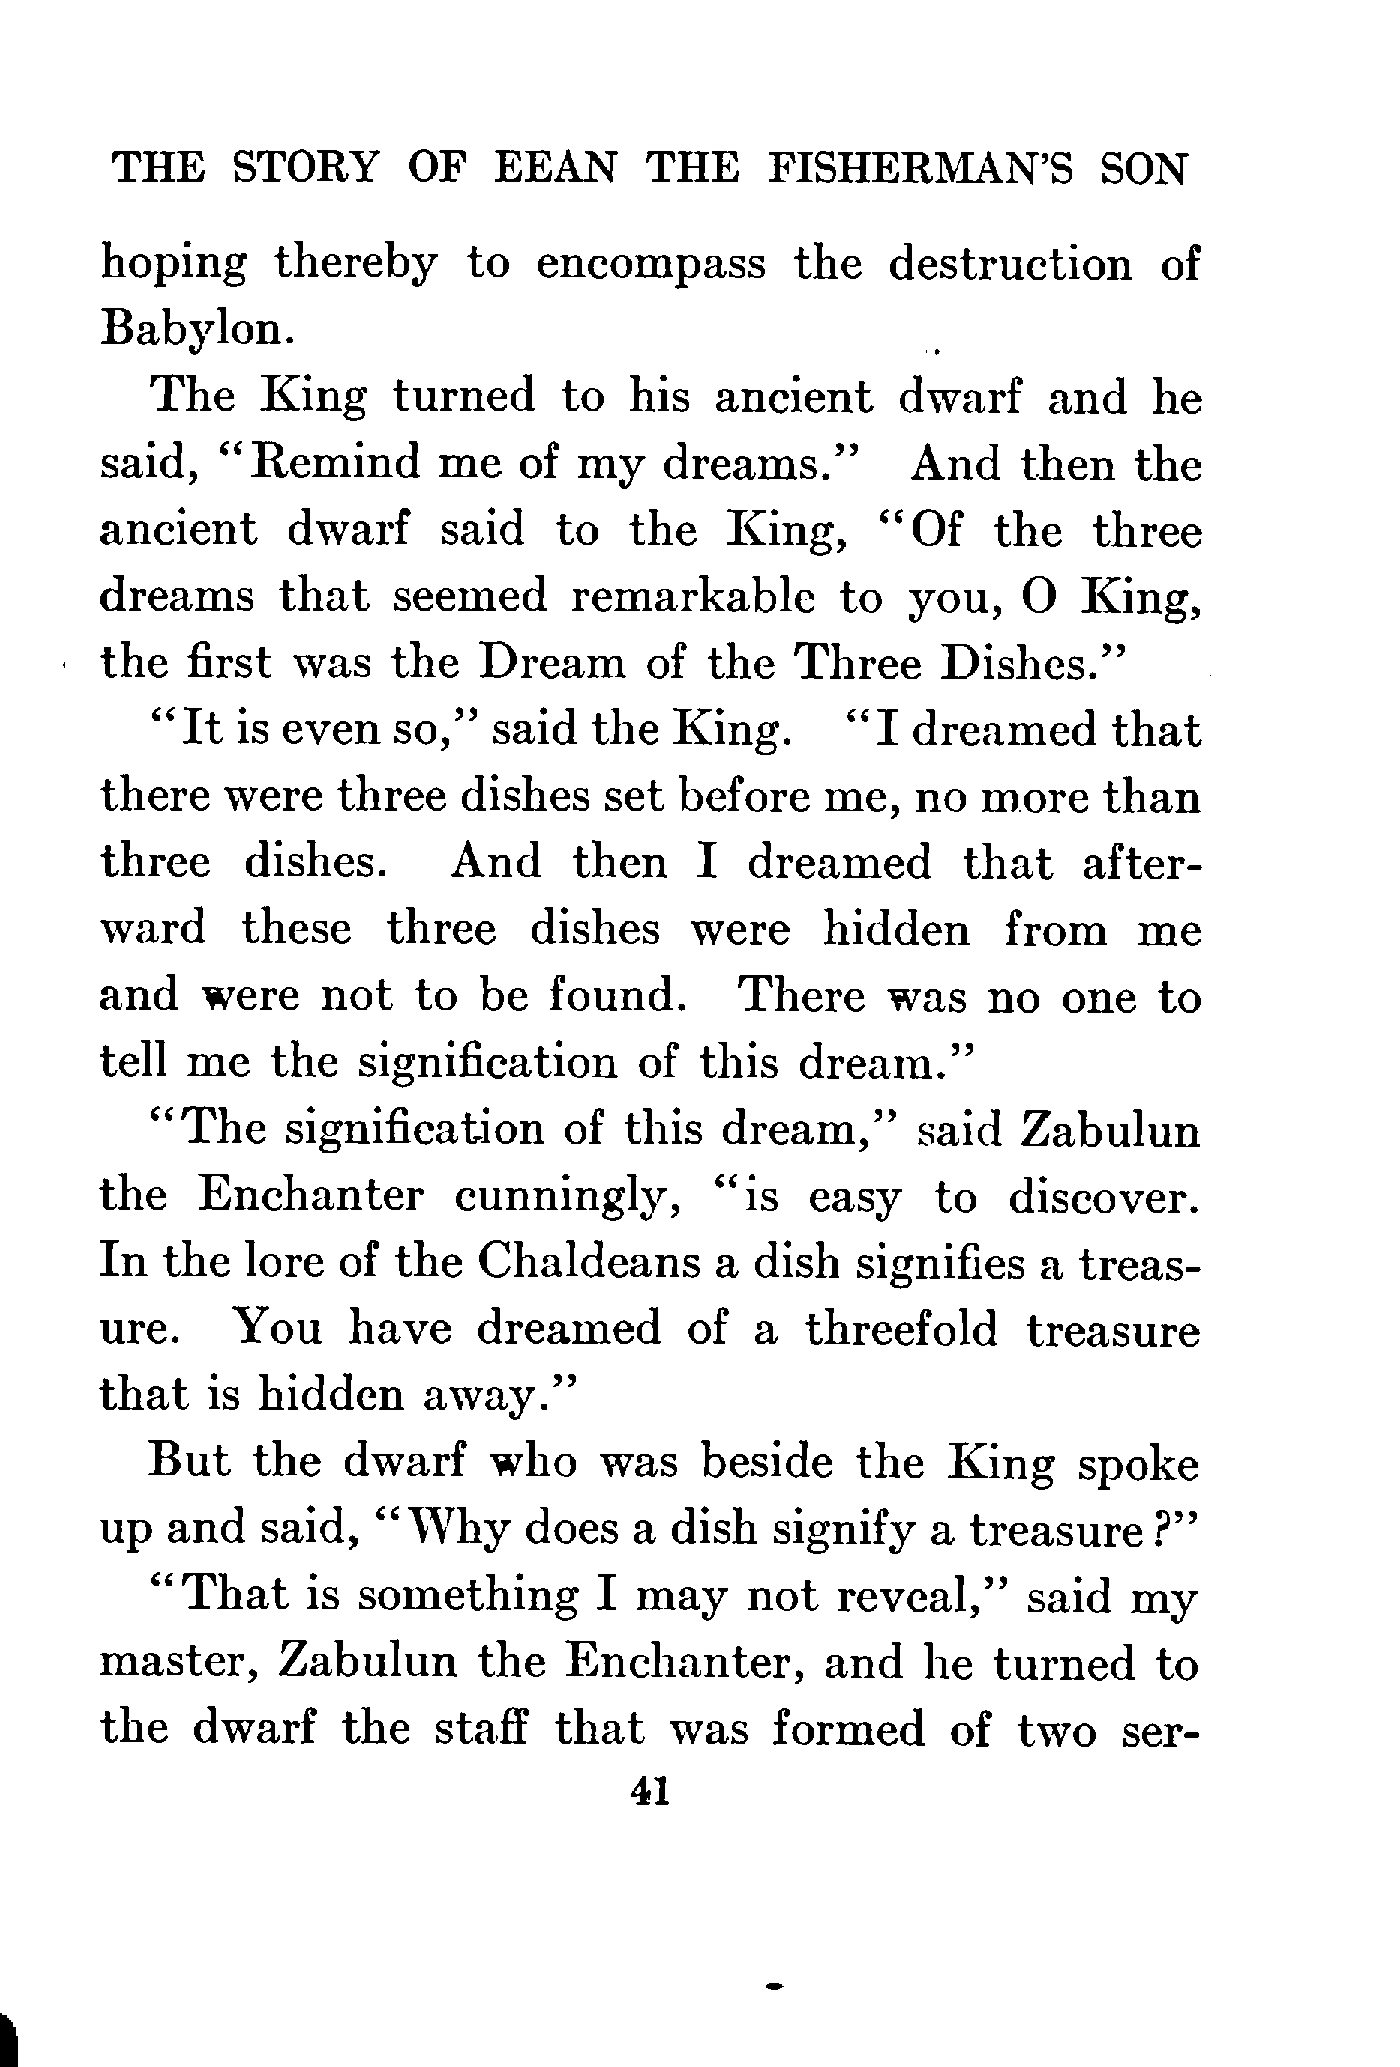 THE STORY OF EEAN THE FISHERMAN'S SON
hoping thereby to encompass the destruction of
Babylon.
The King turned to his ancient dwarf and he
said, "Remind me of my dreams." And then the
ancient dwarf said to the King, "Of the three
dreams that seemed remarkable to you, O King,
the first was the Dream of the Three Dishes."
"It is even so," said the King. "I dreamed that
there were three dishes set before me, no more than
three dishes. And then I dreamed that after-
ward these three dishes were hidden from me
and were not to be found. There was no one to
tell me the signification of this dream."
"The signification of this dream," said Zabulun
the Enchanter cunningly, "is easy to discover.
In the lore of the Chaldeans a dish signifies a treas-
ure. You have dreamed of a threefold treasure
that is hidden away."
But the dwarf who was beside the King spoke
up and said, "Why does a dish signify a treasure?"
"That is something I may not reveal," said my
master, Zabulun the Enchanter, and he turned to
the dwarf the staff that was formed of two ser-
41